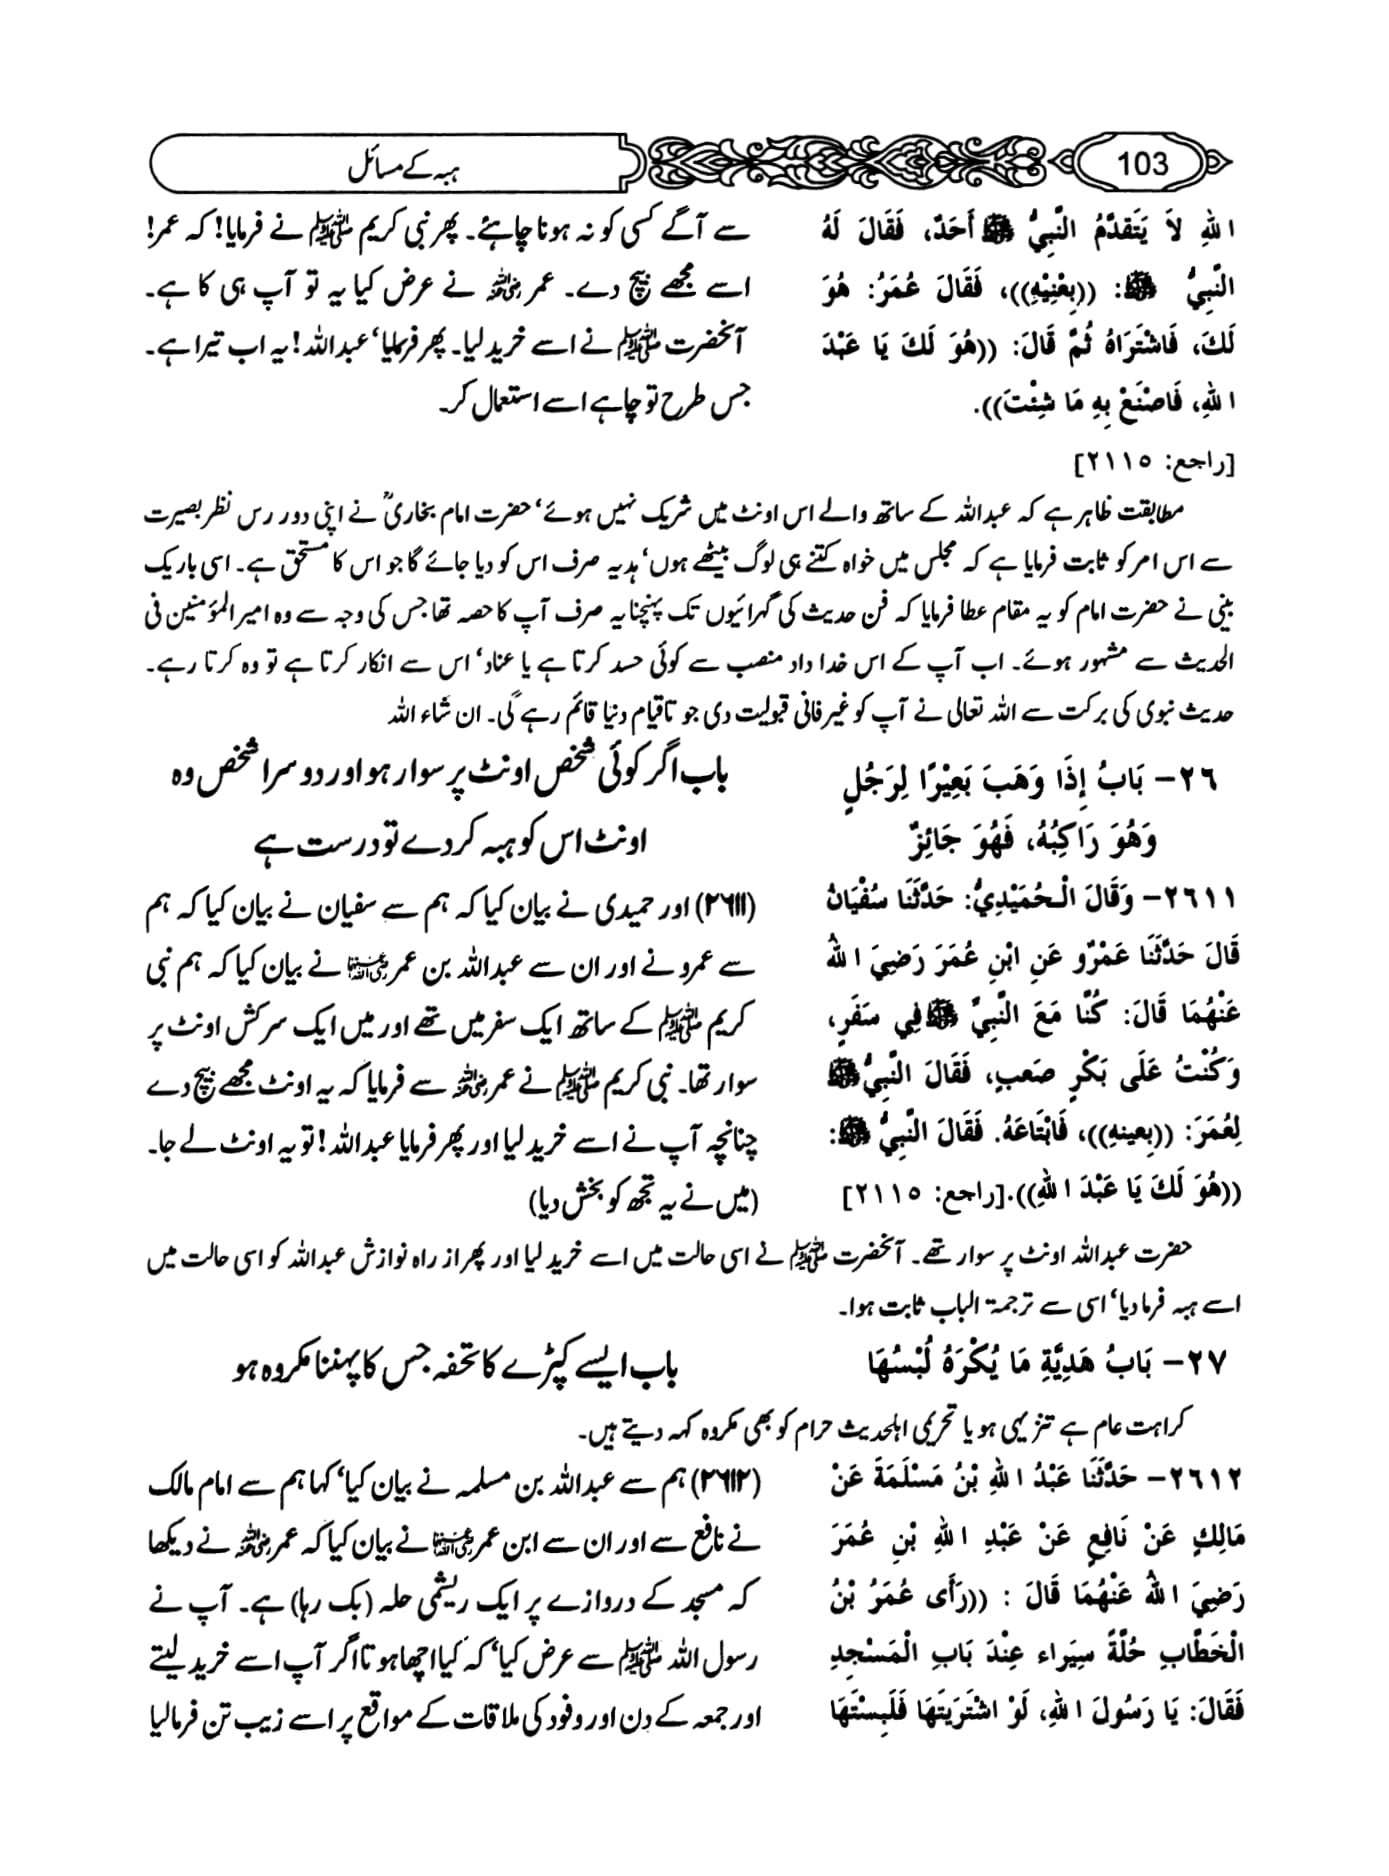 103
ہبہ کے مسائل
اللهِ لاَ يَتَقدَّمُ النَّبِيَّ ﷺ أَحَدٌ، فَقَالَ لَهُ
النَّبِيُّ ﷺ: ((بِعْنِيْهِ))، فَقَالَ عُمَرُ: هُوَ
لَكَ، فَاشْتَرَاهُ ثُمَّ قَالَ: ((هُوَ لَكَ يَا عَبْدَ
اللهِ، فَاصْنَعْ بِهِ مَا شِئْتَ)).
[راجع: ٢١١٥]
سے آگے کسی کو نہ ہونا چاہئے۔ پھر نبی کریم ﷺ نے فرمایا! کہ عمر!
اسے مجھے بیچ دے۔ عمر رضی اللہ عنہ نے عرض کیا یہ تو آپ ہی کا ہے۔
آنحضرت ﷺ نے اسے خرید لیا۔ پھر فرمایا‘ عبداللہ! یہ اب تیرا ہے۔
جس طرح تو چاہے اسے استعمال کر۔
مطابقت ظاہر ہے کہ عبداللہ کے ساتھ والے اس اونٹ میں شریک نہیں ہوئے‘ حضرت امام بخاریؒ نے اپنی دور رس نظر بصیرت
سے اس امر کو ثابت فرمایا ہے کہ مجلس میں خواہ کتنے ہی لوگ بیٹھے ہوں‘ ہدیہ صرف اس کو دیا جائے گا جو اس کا مستحق ہے۔ اسی باریک
بینی نے حضرت امام کو یہ مقام عطا فرمایا کہ فن حدیث کی گہرائیوں تک پہنچنا یہ صرف آپ کا حصہ تھا جس کی وجہ سے وہ امیر المؤمنین فی
الحدیث سے مشہور ہوئے۔ اب آپ کے اس خدا داد منصب سے کوئی حسد کرتا ہے یا عناد‘ اس سے انکار کرتا ہے تو وہ کرتا رہے۔
حدیث نبوی کی برکت سے اللہ تعالیٰ نے آپ کو غیر فانی قبولیت دی جو تاقیام دنیا قائم رہے گی۔ ان شاء اللہ
٢٦– بَابُ إِذَا وَهَبَ بَعِيْرًا لِرَجُلٍ
وَهُوَ رَاكِبُهُ، فَهُوَ جَائِزٌ
باب اگر کوئی شخص اونٹ پر سوار ہو اور دوسرا شخص وہ
اونٹ اس کو ہبہ کر دے تو درست ہے
٢٦١١– وَقَالَ الْحُمَيْدِيُّ: حَدَّثَنَا سُفْيَانُ
قَالَ حَدَّثَنَا عَمْرٌو عَنِ ابْنِ عُمَرَ رَضِيَ اللهُ
عَنْهُمَا قَالَ: كُنَّا مَعَ النَّبِيِّ ﷺ فِي سَفَرٍ،
وَكُنْتُ عَلَى بَكْرٍ صَعبٍ، فَقَالَ النَّبِيُّ ﷺ
لِعُمَرَ: ((بِعينهِ))، فَابْتَاعَهُ. فَقَالَ النَّبِيُّ ﷺ:
((هُوَ لَكَ يَا عَبْدَ اللهِ)).[راجع: ٢١١٥]
(۲۶۱۱) اور حمیدی نے بیان کیا کہ ہم سے سفیان نے بیان کیا کہ ہم
سے عمرو نے اور ان سے عبداللہ بن عمر رضی اللہ عنہما نے بیان کیا کہ ہم نبی
کریم ﷺ کے ساتھ ایک سفر میں تھے اور میں ایک سرکش اونٹ پر
سوار تھا۔ نبی کریم ﷺ نے عمر رضی اللہ عنہ سے فرمایا کہ یہ اونٹ مجھے بیچ دے
چنانچہ آپ نے اسے خرید لیا اور پھر فرمایا عبداللہ! تو یہ اونٹ لے جا۔
(میں نے یہ تجھ کو بخش دیا)
حضرت عبداللہ اونٹ پر سوار تھے۔ آنحضرت ﷺ نے اسی حالت میں اسے خرید لیا اور پھر از راہ نوازش عبداللہ کو اسی حالت میں
اسے ہبہ فرما دیا‘ اسی سے ترجمۃ الباب ثابت ہوا۔
٢٧– بَابُ هَدِيَّةِ مَا يُكْرَهُ لُبْسُهَا
باب ایسے کپڑے کا تحفہ جس کا پہننا مکروہ ہو
کراہت عام ہے تنزیہی ہو یا تحریمی اہلحدیث حرام کو بھی مکروہ کہہ دیتے ہیں۔
٢٦١٢– حَدَّثَنَا عَبْدُ اللهِ بْنُ مَسْلَمَةَ عَنْ
مَالِكٍ عَنْ نَافِعٍ عَنْ عَبْدِ اللهِ بْنِ عُمَرَ
رَضِيَ اللهُ عَنْهُمَا قَالَ : ((رَأَى عُمَرُ بْنُ
الْخَطَّابِ حُلَّةً سِيَراء عِنْدَ بَابِ الْمَسْجِدِ
فَقَالَ: يَا رَسُولَ اللهِ، لَوْ اشْتَرَيتَهَا فَلَبِسْتَهَا
(۲۶۱۲) ہم سے عبداللہ بن مسلمہ نے بیان کیا‘ کہا ہم سے امام مالک
نے نافع سے اور ان سے ابن عمر رضی اللہ عنہما نے بیان کیا کہ عمر رضی اللہ عنہ نے دیکھا
کہ مسجد کے دروازے پر ایک ریشمی حلہ (بک رہا) ہے۔ آپ نے
رسول اللہ ﷺ سے عرض کیا‘ کہ کیا اچھا ہوتا اگر آپ اسے خرید لیتے
اور جمعہ کے دن اور وفود کی ملاقات کے مواقع پر اسے زیب تن فرمالیا